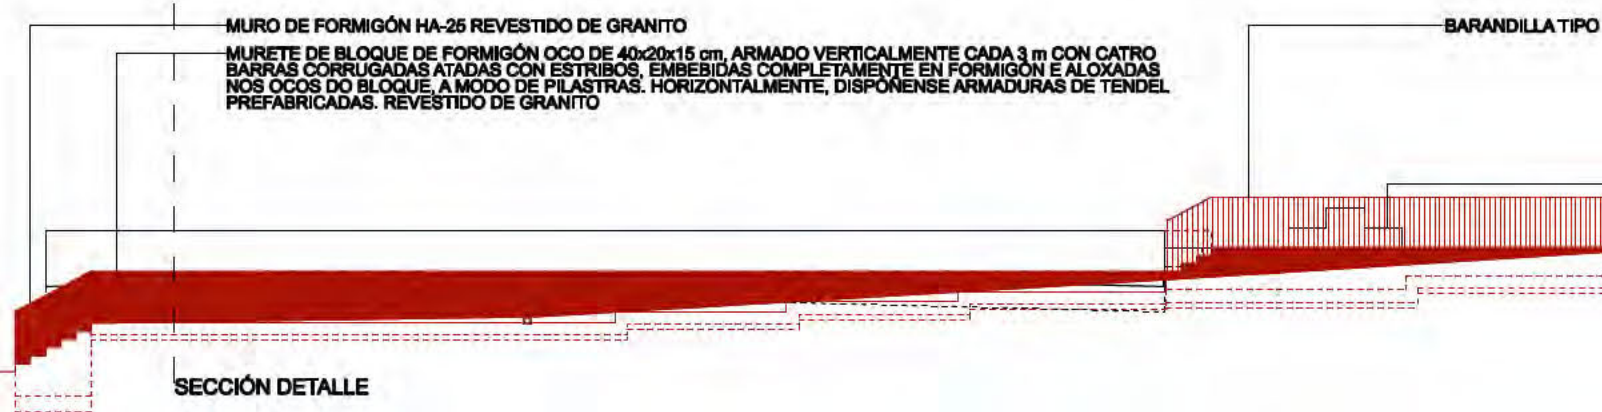 MURO DE FORMIGÓN HA-25 REVESTIDO DE GRANITO
BARANDILLA TIPO
MURETE DE BLOQUE DE FORMIGÓN OCO DE 40x20x15 cm, ARMADO VERTICALMENTE CADA 3 m CON CATRO
BARRAS CORRUGADAS ATADAS CON ESTRIBOS, EMBEBIDAS COMPLETAMENTE EN FORMIGÓN E ALOXADAS
NOS OCOS DO BLOQUE, A MODO DE PILASTRAS. HORIZONTALMENTE, DISPÓÑENSE ARMADURAS DE TENDEL
PREFABRICADAS. REVESTIDO DE GRANITO
SECCIÓN DETALLE